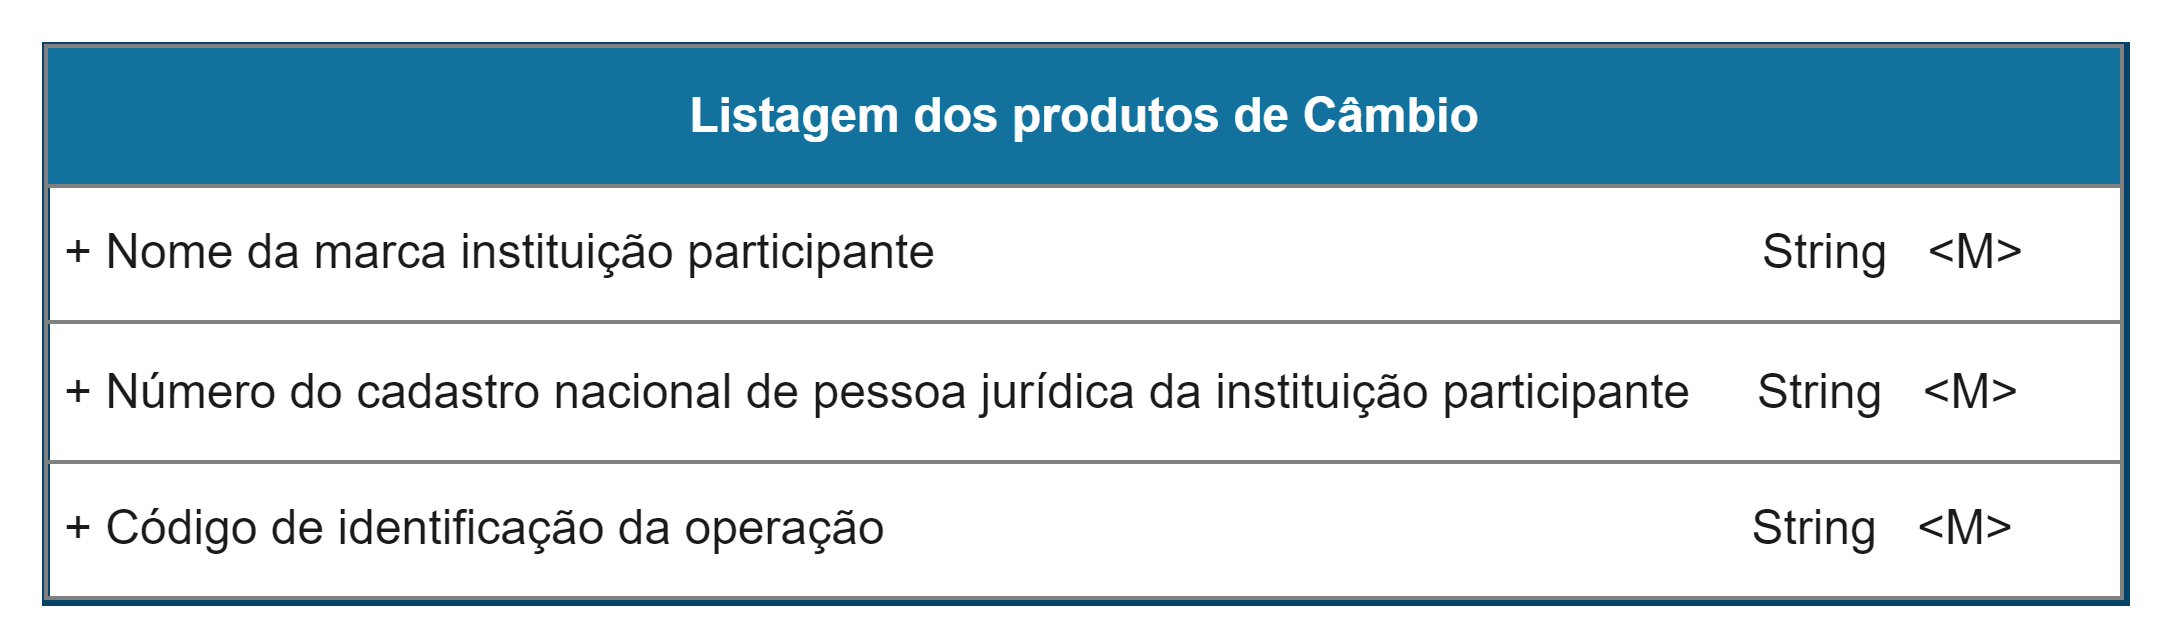 Listagem dos produtos de Câmbio
+ Nome da marca instituição participante String <M>
+ Número do cadastro nacional de pessoa jurídica da instituição participante String <M>
+ Código de identificação da operação String <M>